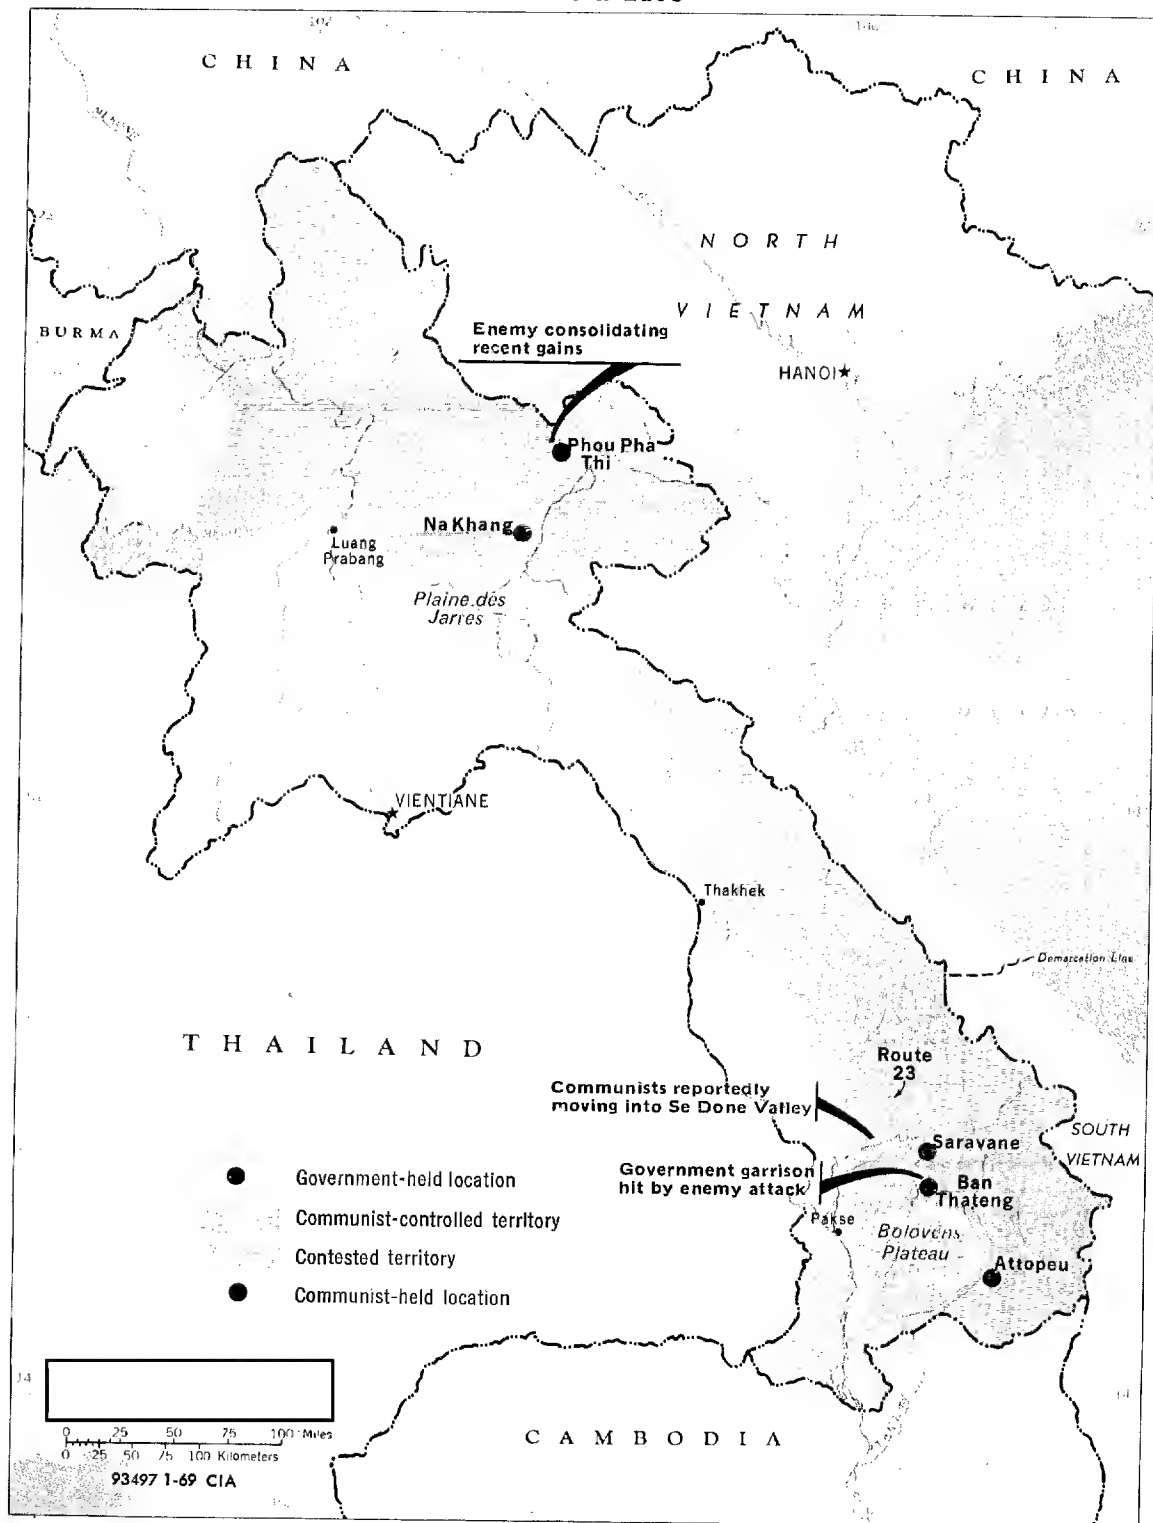 102
CHINA
CHINA
NORTH
VIETNAM
BURMA
Enemy consolidating
recent gains
HANOI
Phou Pha
Thi
Na Khang
Luang
Prabang
Plaine des
Jarres
VIENTIANE
Thakhek
Demarcation Line
THAILAND
Route
23
Communists reportedly
moving into Se Done Valley
SOUTH
VIETNAM
Saravane
Government garrison
hit by enemy attack
Ban
Thateng
Pakse
Bolovens
Plateau
Attopeu
Government-held location
Communist-controlled territory
Contested territory
Communist-held location
14
14
0 25 50 75 100 Miles
0 25 50 75 100 Kilometers
93497 1-69 CIA
CAMBODIA